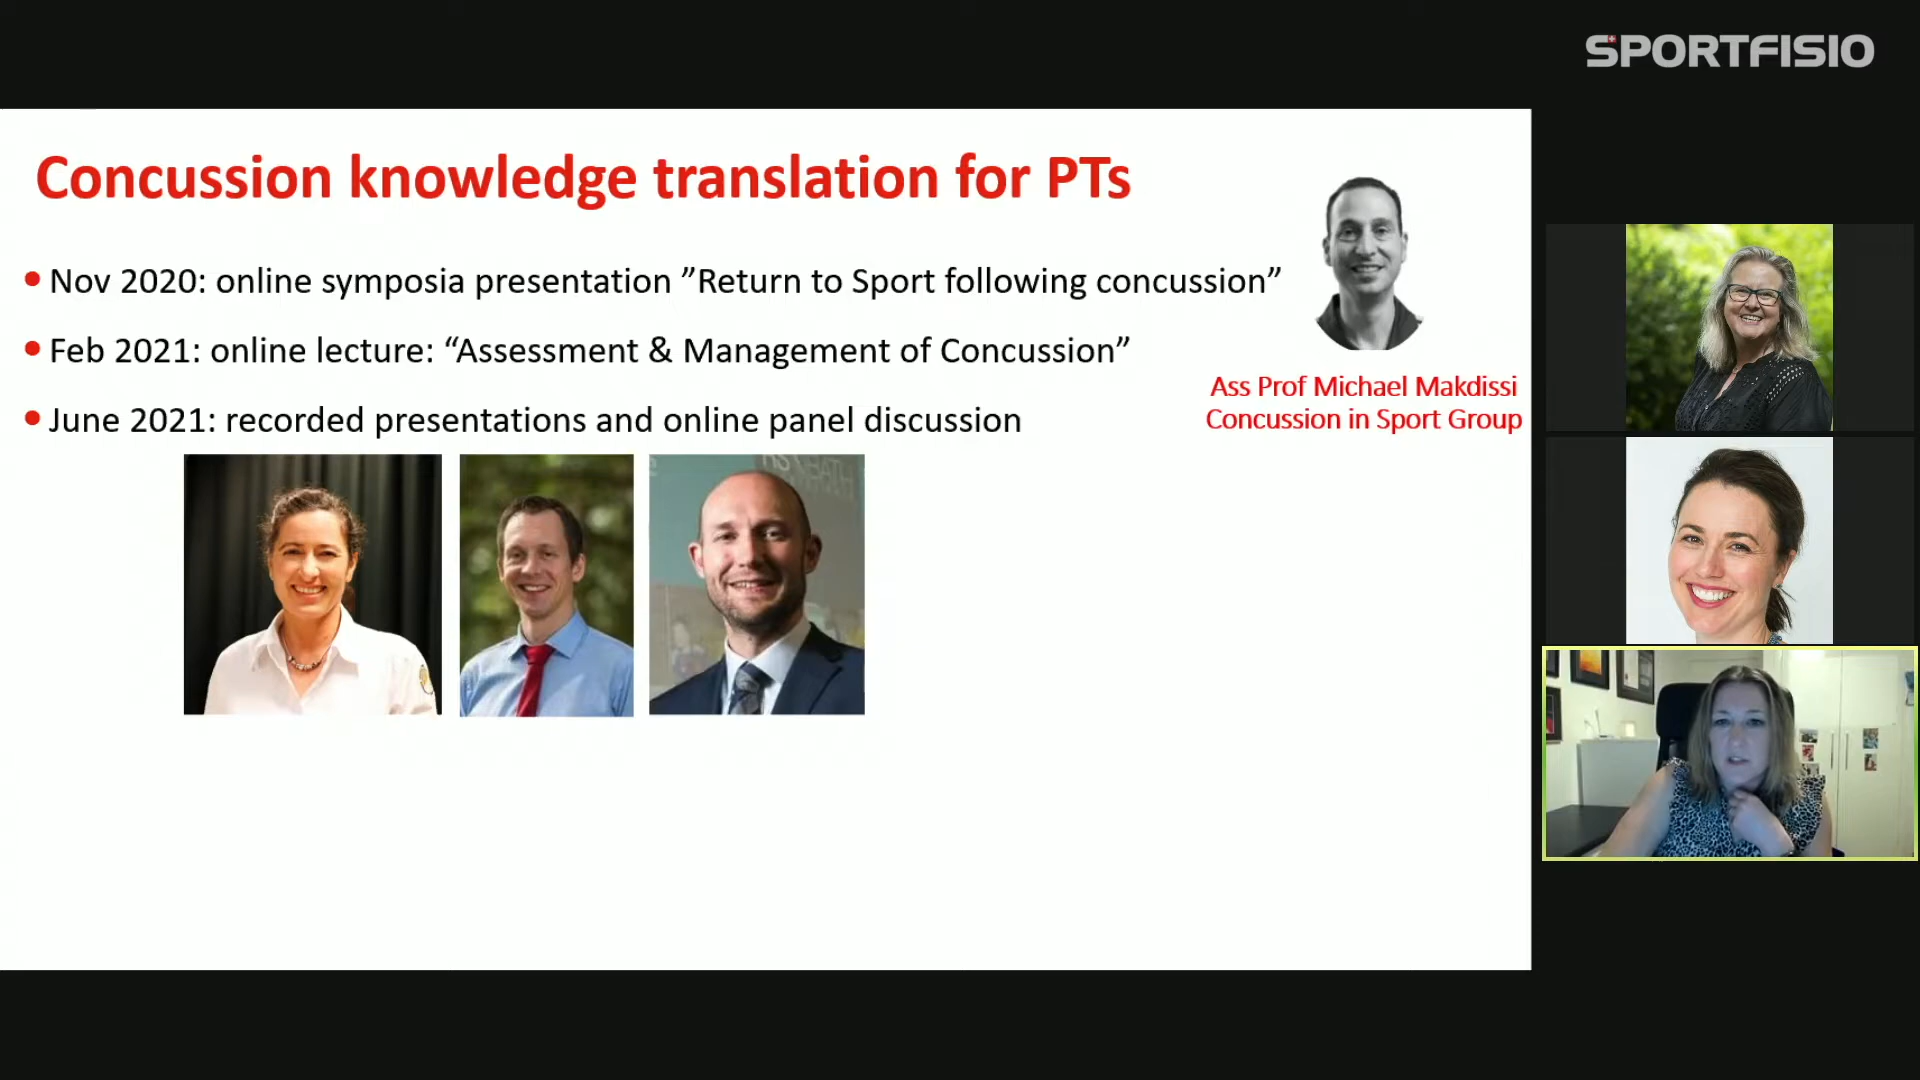 SPORTFISIO
Concussion knowledge translation for PTs
• Nov 2020: online symposia presentation ”Return to Sport following concussion”
• Feb 2021: online lecture: “Assessment & Management of Concussion”
Ass Prof Michael Makdissi
Concussion in Sport Group
• June 2021: recorded presentations and online panel discussion